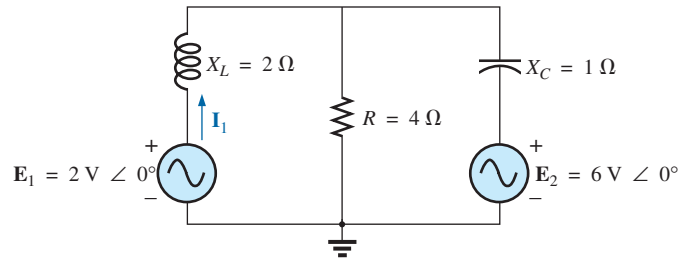 X_L = 2 Ω
X_C = 1 Ω
I_1
R = 4 Ω
+
E_1 = 2 V ∠ 0°
–
+
E_2 = 6 V ∠ 0°
–